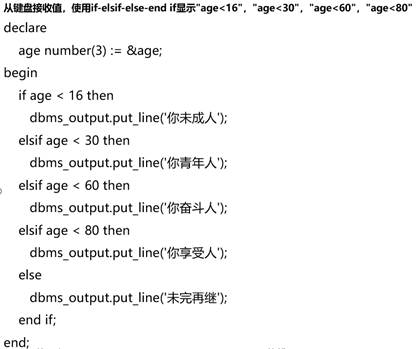 从键盘接收值，使用if-elsif-else-end if显示"age<16"，"age<30"，"age<60"，"age<80"
declare
age number(3) := &age;
begin
if age < 16 then
dbms_output.put_line('你未成人');
elsif age < 30 then
dbms_output.put_line('你青年人');
elsif age < 60 then
dbms_output.put_line('你奋斗人');
elsif age < 80 then
dbms_output.put_line('你享受人');
else
dbms_output.put_line('未完再继');
end if;
end;